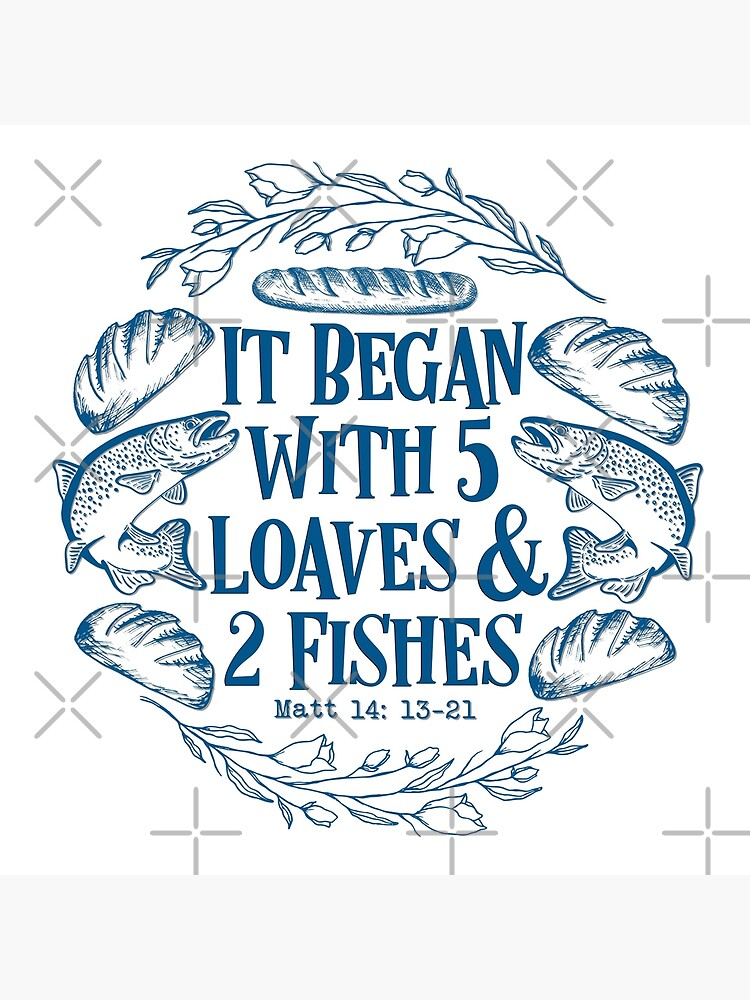 IT BEGAN
WITH 5
LOAVES &
2 FISHES
Matt 14: 13-21